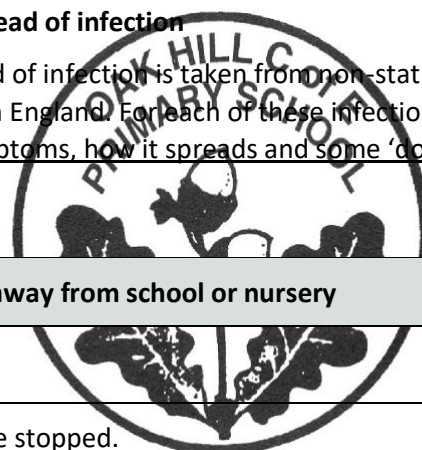 ead of infection
OAK HILL C of E
PRIMARY SCHOOL
d of infection is taken from non-stat
England. For each of these infectio
ptoms, how it spreads and some ‘do
away from school or nursery
e stopped.